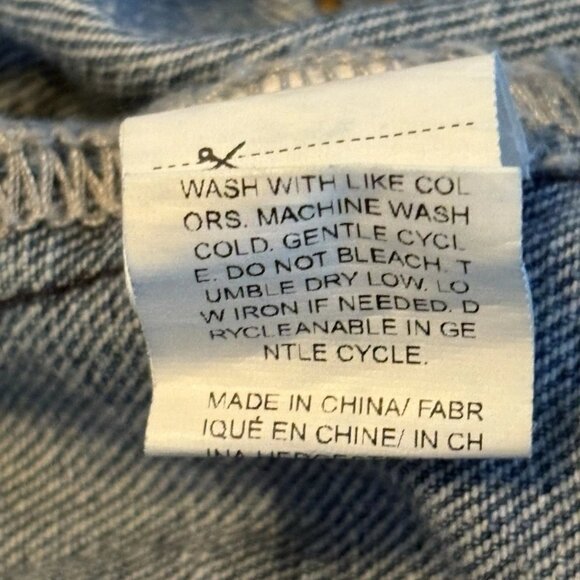 WASH WITH LIKE COL
ORS. MACHINE WASH
COLD. GENTLE CYCL
E. DO NOT BLEACH. T
UMBLE DRY LOW. LO
W IRON IF NEEDED. D
RYCLEANABLE IN GE
NTLE CYCLE.
MADE IN CHINA/ FABR
IQUÉ EN CHINE/ IN CH